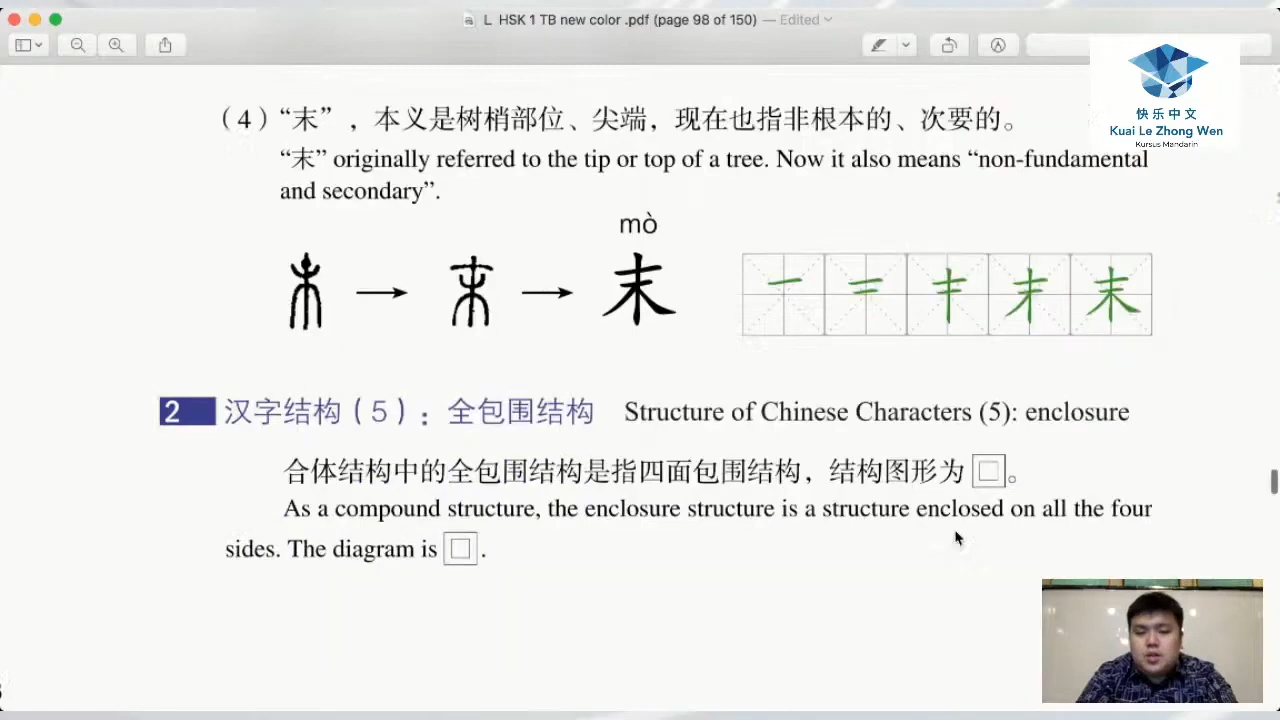 L HSK 1 TB new color .pdf (page 98 of 150) — Edited
快乐中文
Kuai Le Zhong Wen
Kursus Mandarin
（4）“末”，本义是树梢部位、尖端，现在也指非根本的、次要的。
“末” originally referred to the tip or top of a tree. Now it also means “non-fundamental
and secondary”.
mò
末
2 汉字结构（5）：全包围结构 Structure of Chinese Characters (5): enclosure
合体结构中的全包围结构是指四面包围结构，结构图形为 。
As a compound structure, the enclosure structure is a structure enclosed on all the four
sides. The diagram is .